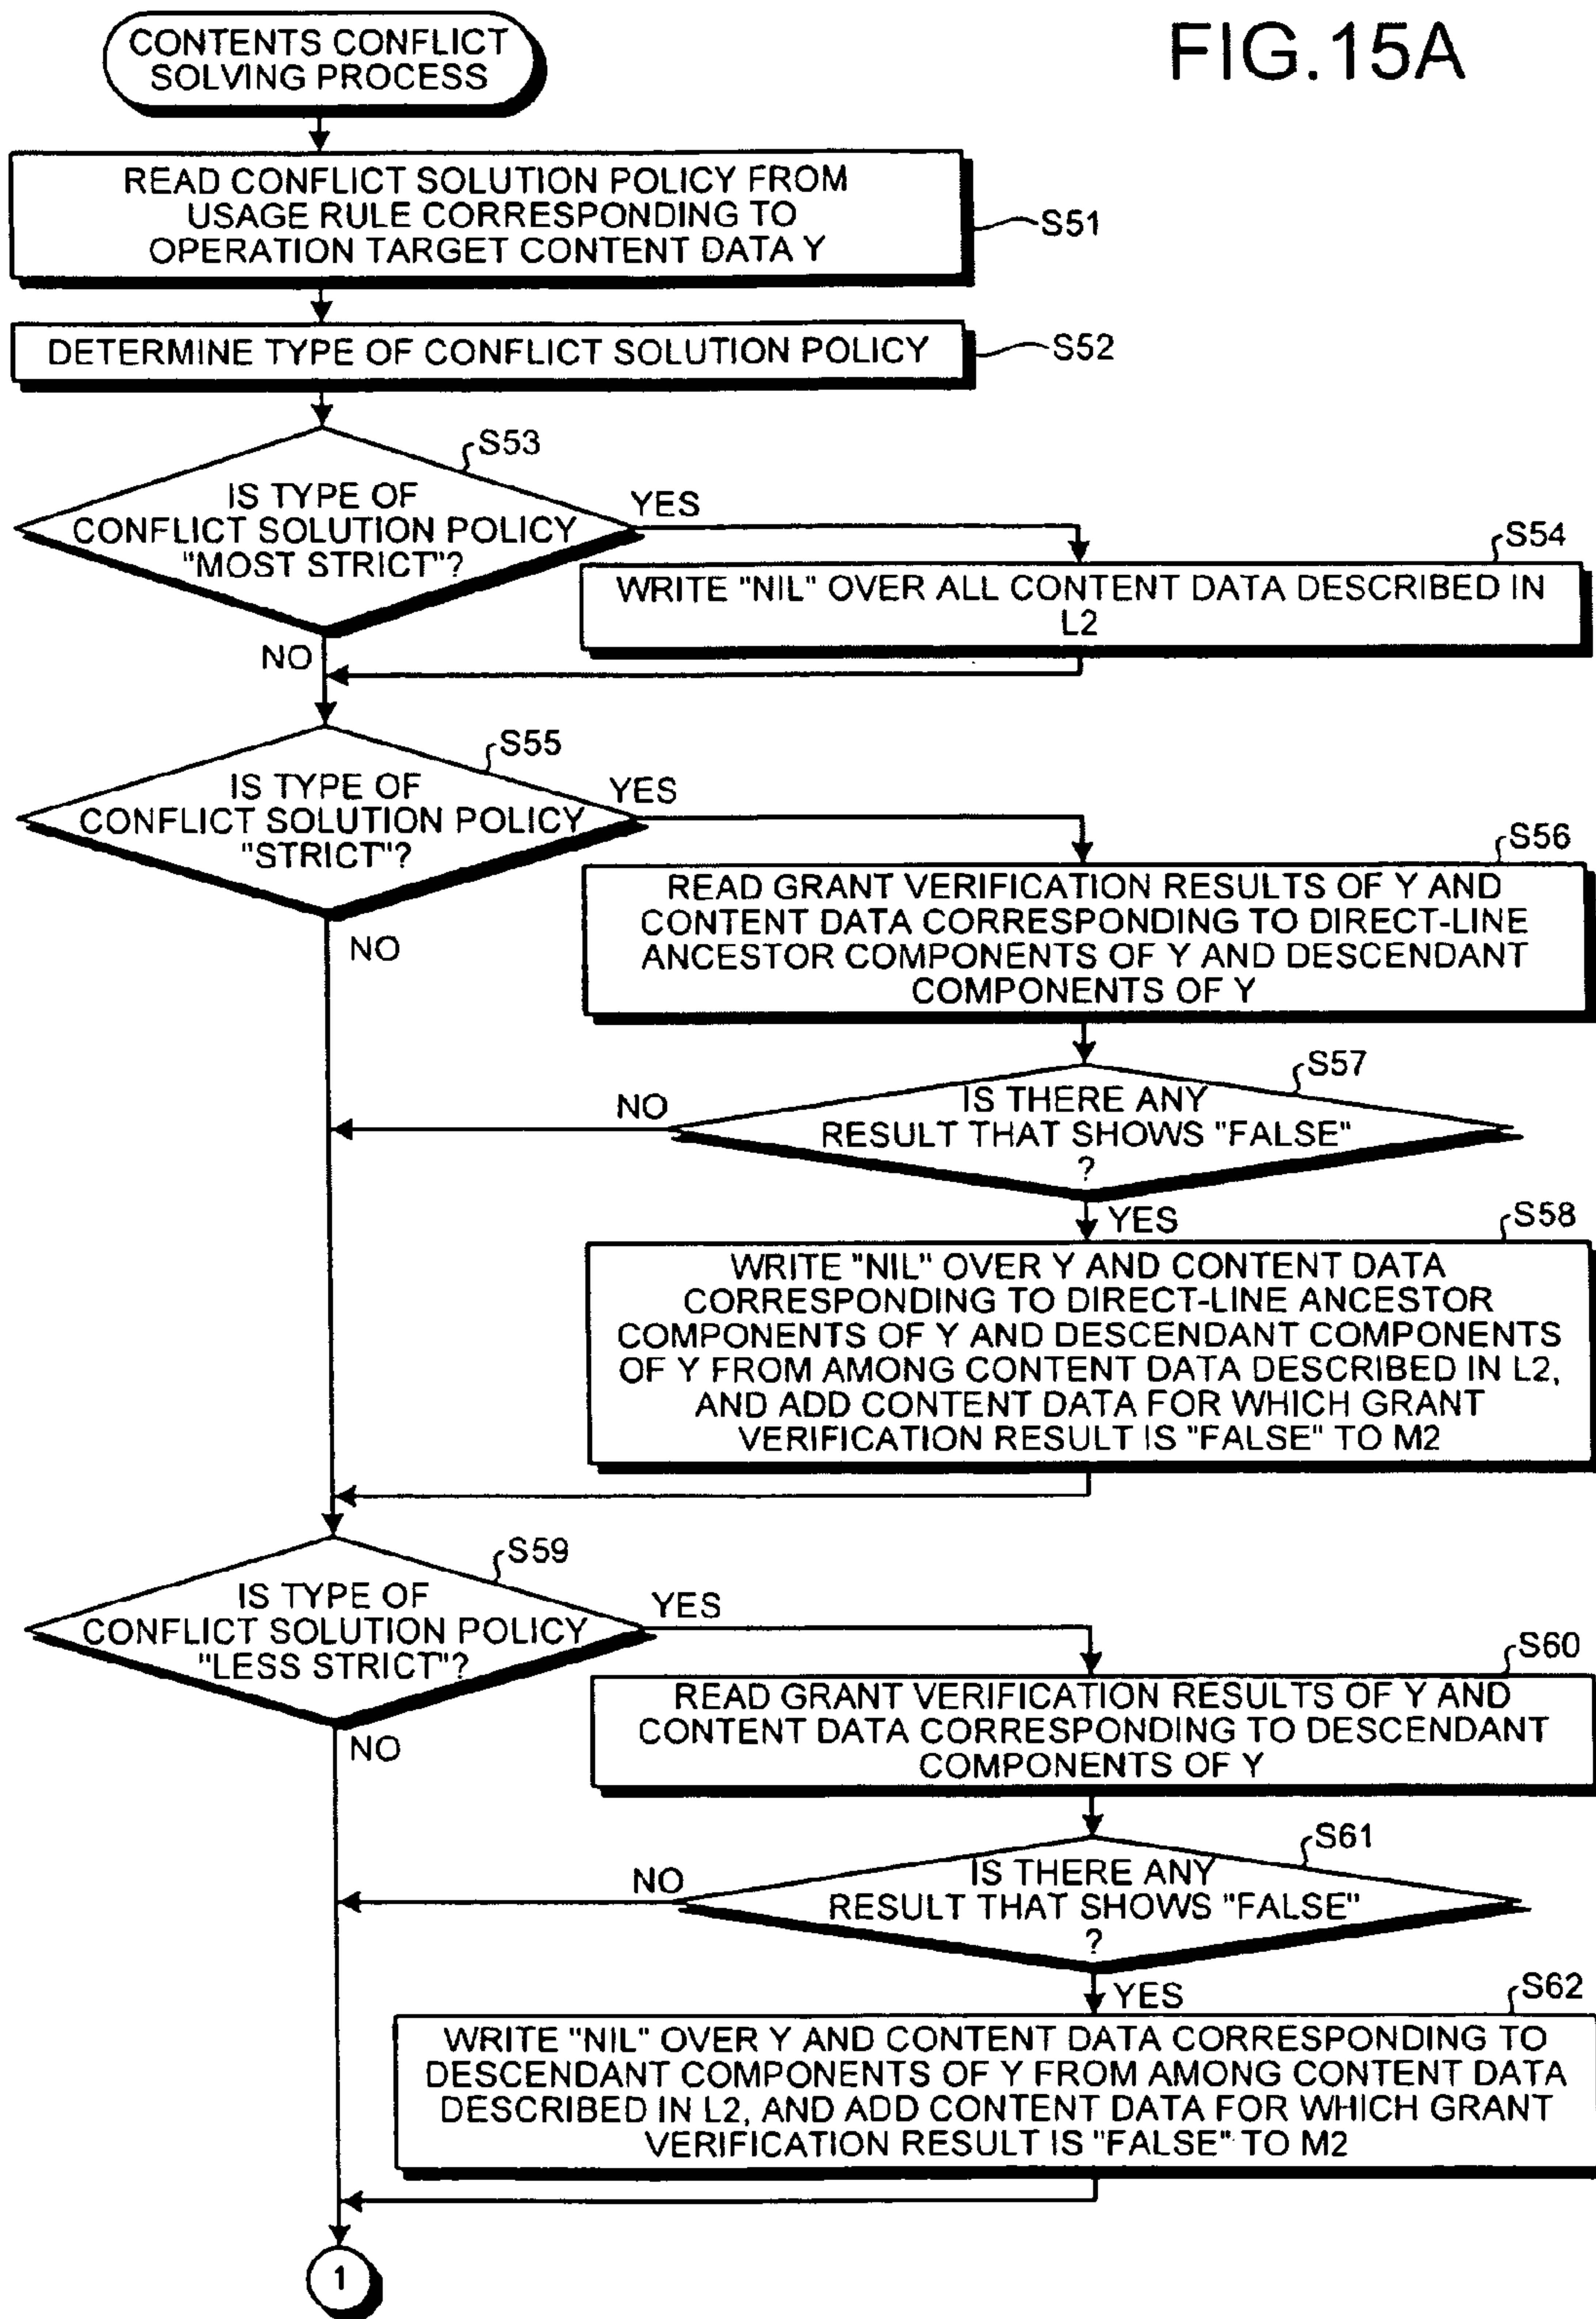 FIG.15A
CONTENTS CONFLICT
SOLVING PROCESS
READ CONFLICT SOLUTION POLICY FROM
USAGE RULE CORRESPONDING TO
OPERATION TARGET CONTENT DATA Y
S51
DETERMINE TYPE OF CONFLICT SOLUTION POLICY
S52
S53
IS TYPE OF
CONFLICT SOLUTION POLICY
"MOST STRICT"?
YES
NO
S54
WRITE "NIL" OVER ALL CONTENT DATA DESCRIBED IN
L2
S55
IS TYPE OF
CONFLICT SOLUTION POLICY
"STRICT"?
YES
NO
S56
READ GRANT VERIFICATION RESULTS OF Y AND
CONTENT DATA CORRESPONDING TO DIRECT-LINE
ANCESTOR COMPONENTS OF Y AND DESCENDANT
COMPONENTS OF Y
S57
IS THERE ANY
RESULT THAT SHOWS "FALSE"
?
NO
YES
S58
WRITE "NIL" OVER Y AND CONTENT DATA
CORRESPONDING TO DIRECT-LINE ANCESTOR
COMPONENTS OF Y AND DESCENDANT COMPONENTS
OF Y FROM AMONG CONTENT DATA DESCRIBED IN L2,
AND ADD CONTENT DATA FOR WHICH GRANT
VERIFICATION RESULT IS "FALSE" TO M2
S59
IS TYPE OF
CONFLICT SOLUTION POLICY
"LESS STRICT"?
YES
NO
S60
READ GRANT VERIFICATION RESULTS OF Y AND
CONTENT DATA CORRESPONDING TO DESCENDANT
COMPONENTS OF Y
S61
IS THERE ANY
RESULT THAT SHOWS "FALSE"
?
NO
YES
S62
WRITE "NIL" OVER Y AND CONTENT DATA CORRESPONDING TO
DESCENDANT COMPONENTS OF Y FROM AMONG CONTENT DATA
DESCRIBED IN L2, AND ADD CONTENT DATA FOR WHICH GRANT
VERIFICATION RESULT IS "FALSE" TO M2
1